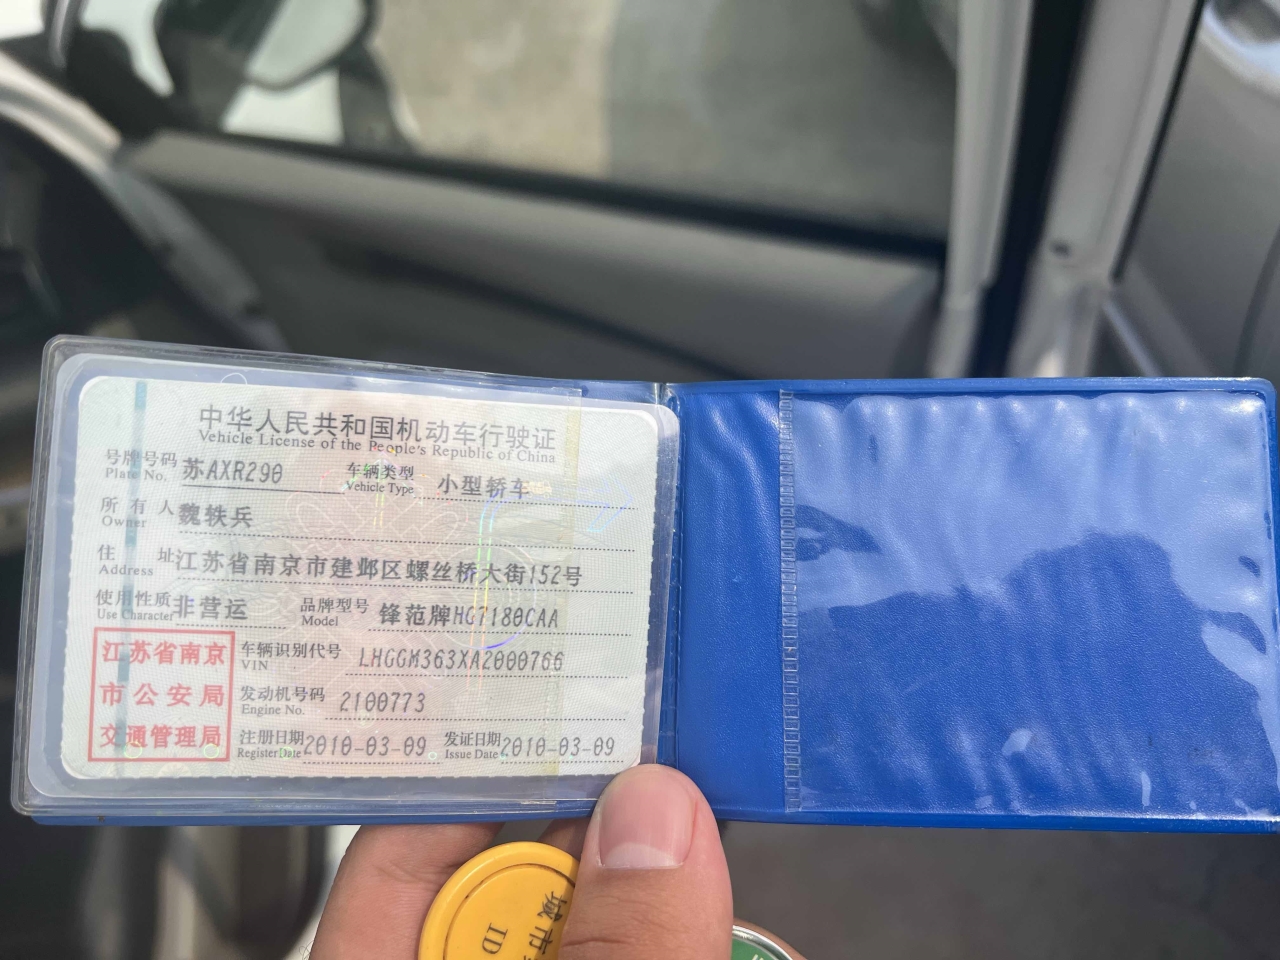 中华人民共和国机动车行驶证
Vehicle License of the People's Republic of China
号牌号码 苏AXR290 车辆类型 小型轿车
Plate No. Vehicle Type
所有人 魏轶兵
Owner
住址 江苏省南京市建邺区螺丝桥大街152号
Address
使用性质 非营运 品牌型号 锋范牌HG7180CAA
Use Character Model
江苏省南京
市公安局
交通管理局
车辆识别代号 LHGGM363XA2000766
VIN
发动机号码 2100773
Engine No.
注册日期 2010-03-09 发证日期 2010-03-09
Register Date Issue Date
城市
ID